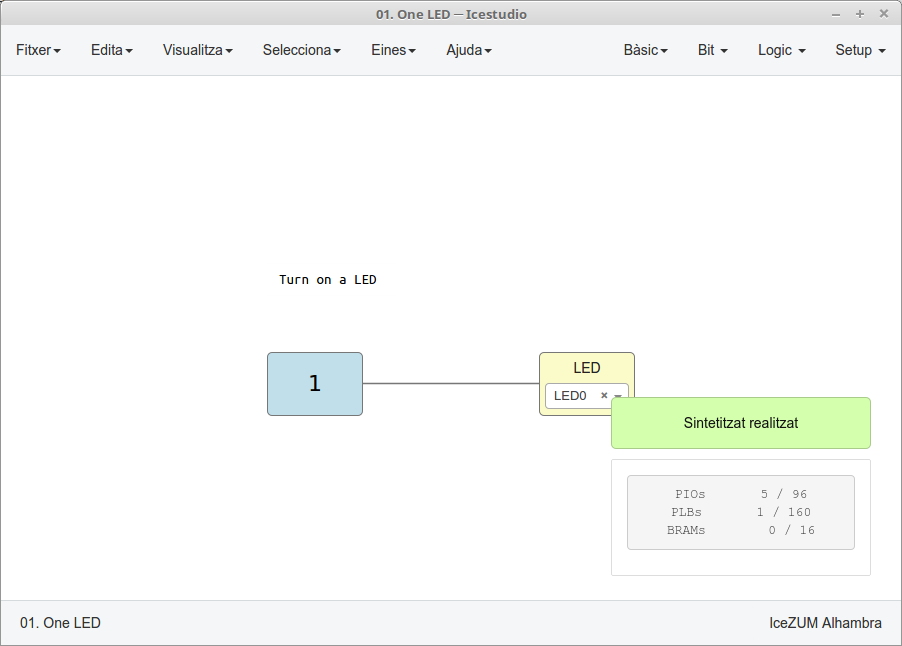 01. One LED — Icestudio
Fitxer Edita Visualitza Selecciona Eines Ajuda Bàsic Bit Logic Setup
Turn on a LED
1
LED
LED0
Sintetitzat realitzat
PIOs 5 / 96
PLBs 1 / 160
BRAMs 0 / 16
01. One LED IceZUM Alhambra